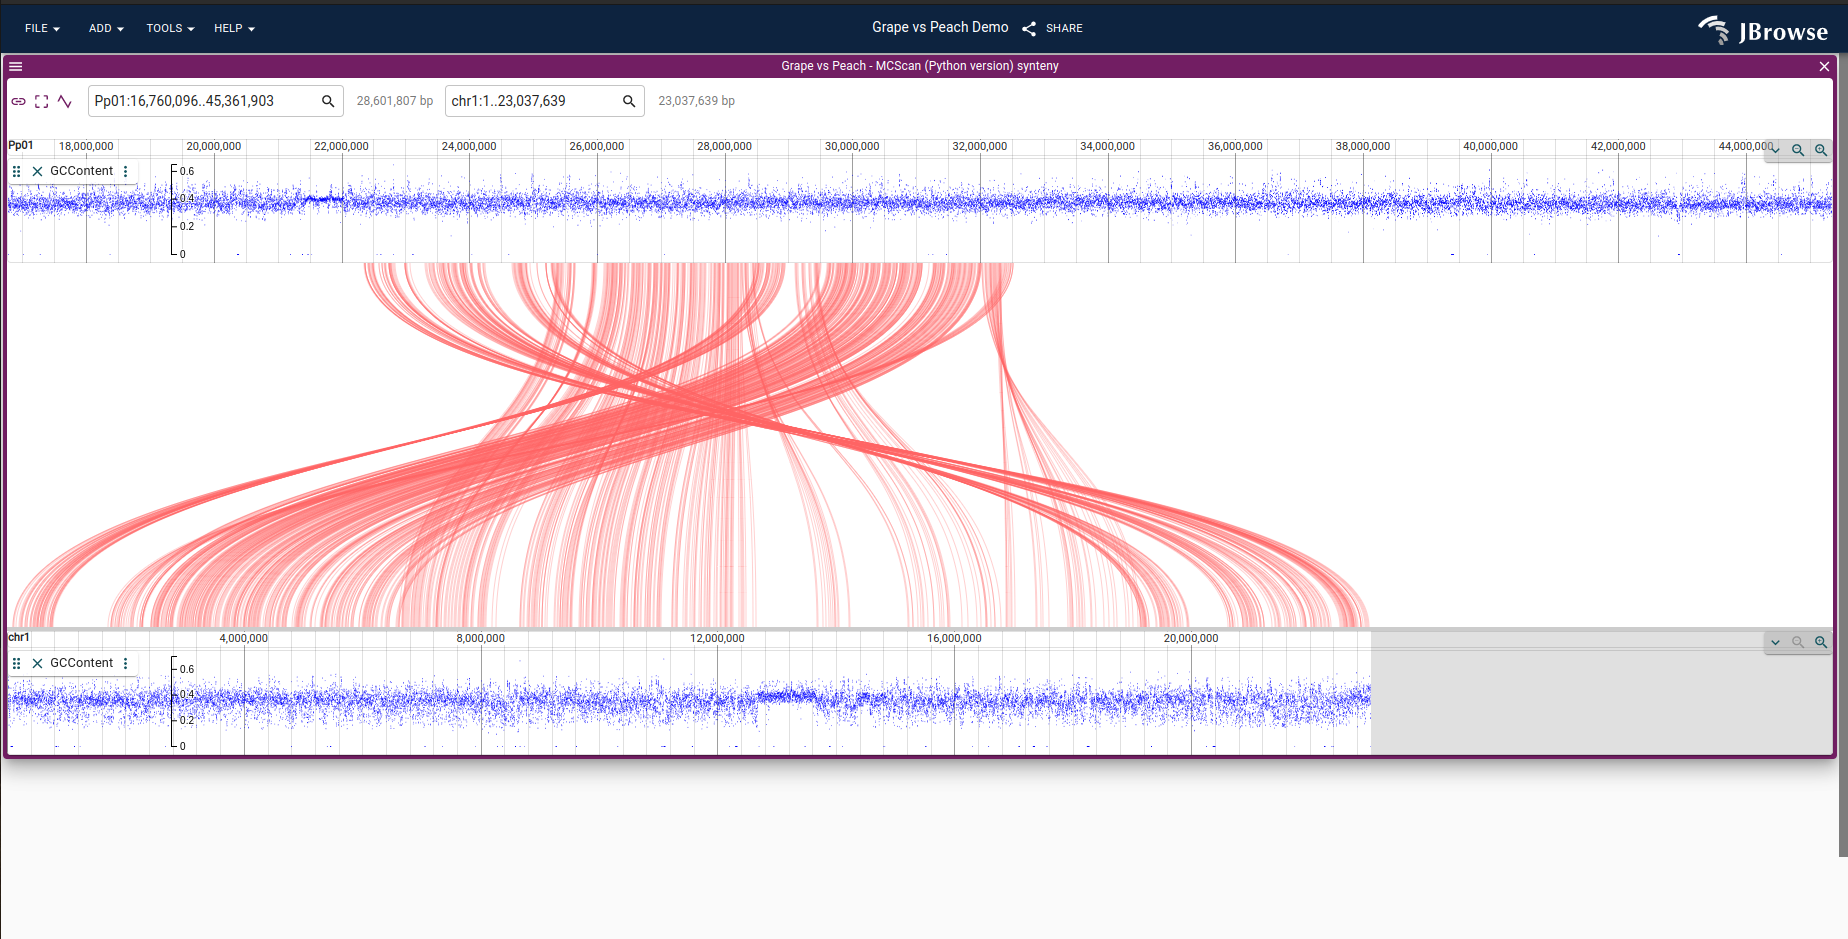 FILE ADD TOOLS HELP Grape vs Peach Demo SHARE JBrowse
Grape vs Peach - MCScan (Python version) synteny
Pp01:16,760,096..45,361,903 28,601,807 bp chr1:1..23,037,639 23,037,639 bp
Pp01 18,000,000 20,000,000 22,000,000 24,000,000 26,000,000 28,000,000 30,000,000 32,000,000 34,000,000 36,000,000 38,000,000 40,000,000 42,000,000 44,000,000
GCContent 0.6
0.4
0.2
0
chr1 4,000,000 8,000,000 12,000,000 16,000,000 20,000,000
GCContent 0.6
0.4
0.2
0